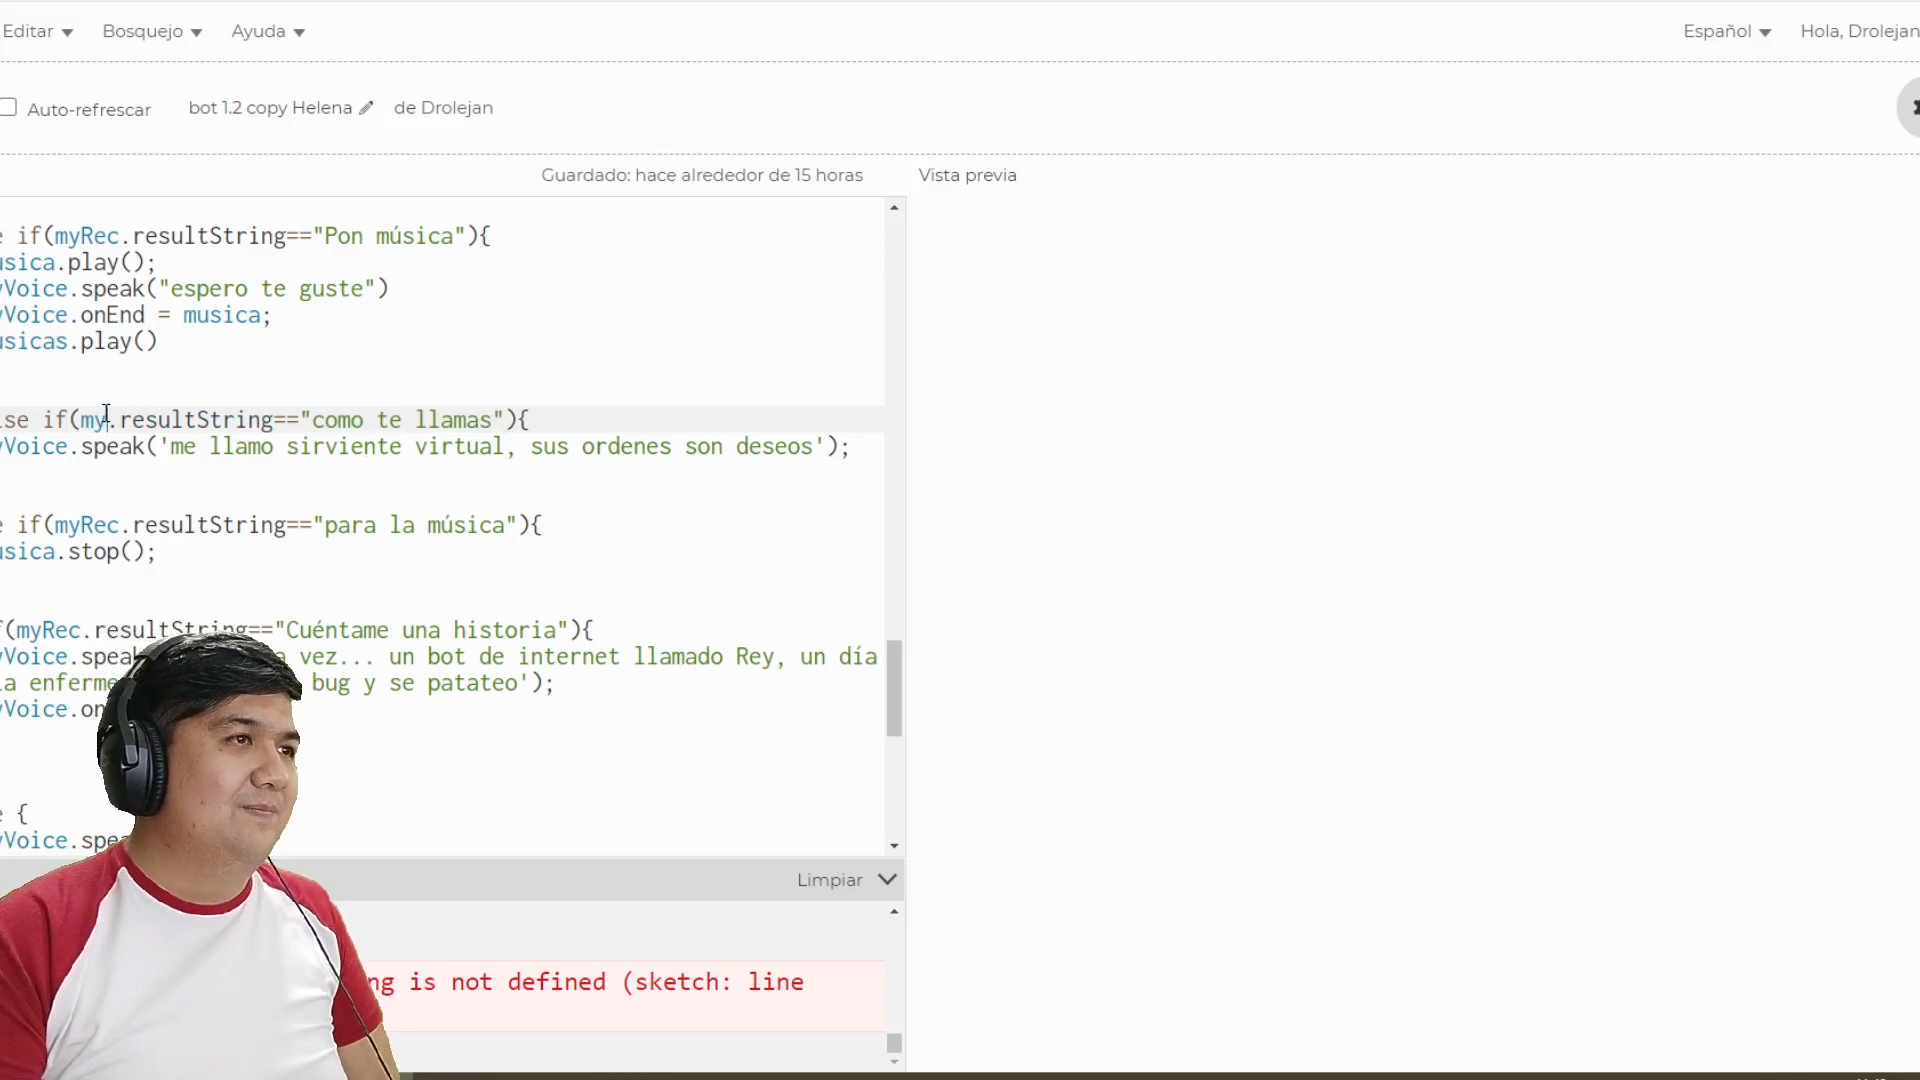 Editar Bosquejo Ayuda Español Hola, Drolejan
Auto-refrescar bot 1.2 copy Helena de Drolejan
Guardado: hace alrededor de 15 horas Vista previa
if(myRec.resultString=="Pon música"){
usica.play();
Voice.speak("espero te guste")
Voice.onEnd = musica;
usicas.play()
se if(my.resultString=="como te llamas"){
Voice.speak('me llamo sirviente virtual, sus ordenes son deseos');
if(myRec.resultString=="para la música"){
usica.stop();
f(myRec.resultString=="Cuéntame una historia"){
Voice.speak vez... un bot de internet llamado Rey, un día
la enferme bug y se patateo');
Voice.on
{
Voice.spe
Limpiar
ng is not defined (sketch: line